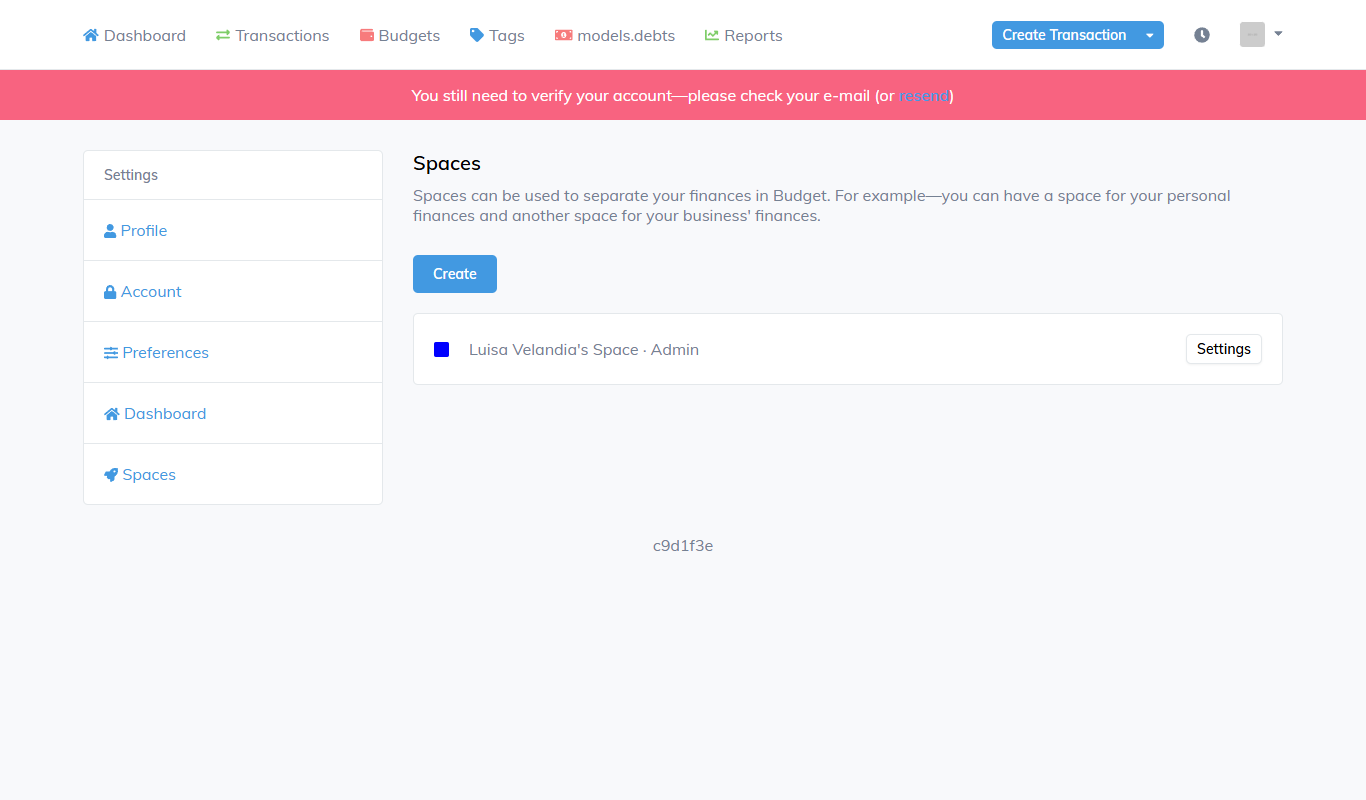 Dashboard Transactions Budgets Tags models.debts Reports Create Transaction
You still need to verify your account—please check your e-mail (or resend)
Settings
Profile
Account
Preferences
Dashboard
Spaces
Spaces
Spaces can be used to separate your finances in Budget. For example—you can have a space for your personal
finances and another space for your business' finances.
Create
Luisa Velandia's Space · Admin Settings
c9d1f3e